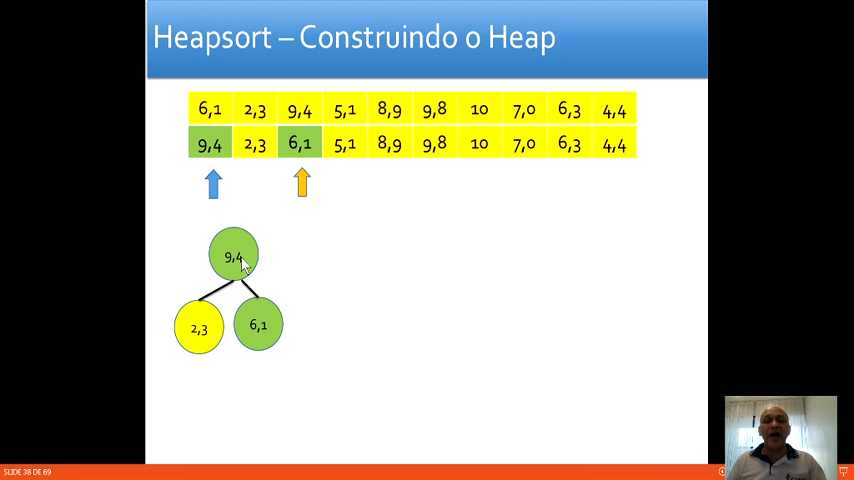 Heapsort – Construindo o Heap
6,1 2,3 9,4 5,1 8,9 9,8 10 7,0 6,3 4,4
9,4 2,3 6,1 5,1 8,9 9,8 10 7,0 6,3 4,4
9,4
2,3 6,1
SLIDE 38 DE 69